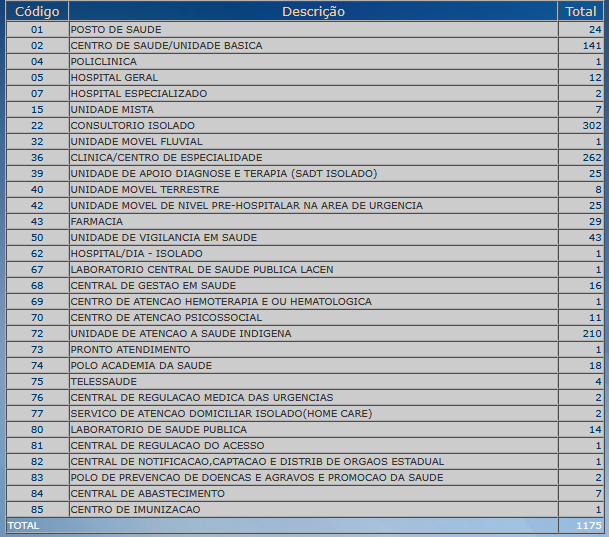 Código Descrição Total
01 POSTO DE SAUDE 24
02 CENTRO DE SAUDE/UNIDADE BASICA 141
04 POLICLINICA 1
05 HOSPITAL GERAL 12
07 HOSPITAL ESPECIALIZADO 2
15 UNIDADE MISTA 7
22 CONSULTORIO ISOLADO 302
32 UNIDADE MOVEL FLUVIAL 1
36 CLINICA/CENTRO DE ESPECIALIDADE 262
39 UNIDADE DE APOIO DIAGNOSE E TERAPIA (SADT ISOLADO) 25
40 UNIDADE MOVEL TERRESTRE 8
42 UNIDADE MOVEL DE NIVEL PRE-HOSPITALAR NA AREA DE URGENCIA 25
43 FARMACIA 29
50 UNIDADE DE VIGILANCIA EM SAUDE 43
62 HOSPITAL/DIA - ISOLADO 1
67 LABORATORIO CENTRAL DE SAUDE PUBLICA LACEN 1
68 CENTRAL DE GESTAO EM SAUDE 16
69 CENTRO DE ATENCAO HEMOTERAPIA E OU HEMATOLOGICA 1
70 CENTRO DE ATENCAO PSICOSSOCIAL 11
72 UNIDADE DE ATENCAO A SAUDE INDIGENA 210
73 PRONTO ATENDIMENTO 1
74 POLO ACADEMIA DA SAUDE 18
75 TELESSAUDE 4
76 CENTRAL DE REGULACAO MEDICA DAS URGENCIAS 2
77 SERVICO DE ATENCAO DOMICILIAR ISOLADO(HOME CARE) 2
80 LABORATORIO DE SAUDE PUBLICA 14
81 CENTRAL DE REGULACAO DO ACESSO 1
82 CENTRAL DE NOTIFICACAO,CAPTACAO E DISTRIB DE ORGAOS ESTADUAL 1
83 POLO DE PREVENCAO DE DOENCAS E AGRAVOS E PROMOCAO DA SAUDE 2
84 CENTRAL DE ABASTECIMENTO 7
85 CENTRO DE IMUNIZACAO 1
TOTAL 1175